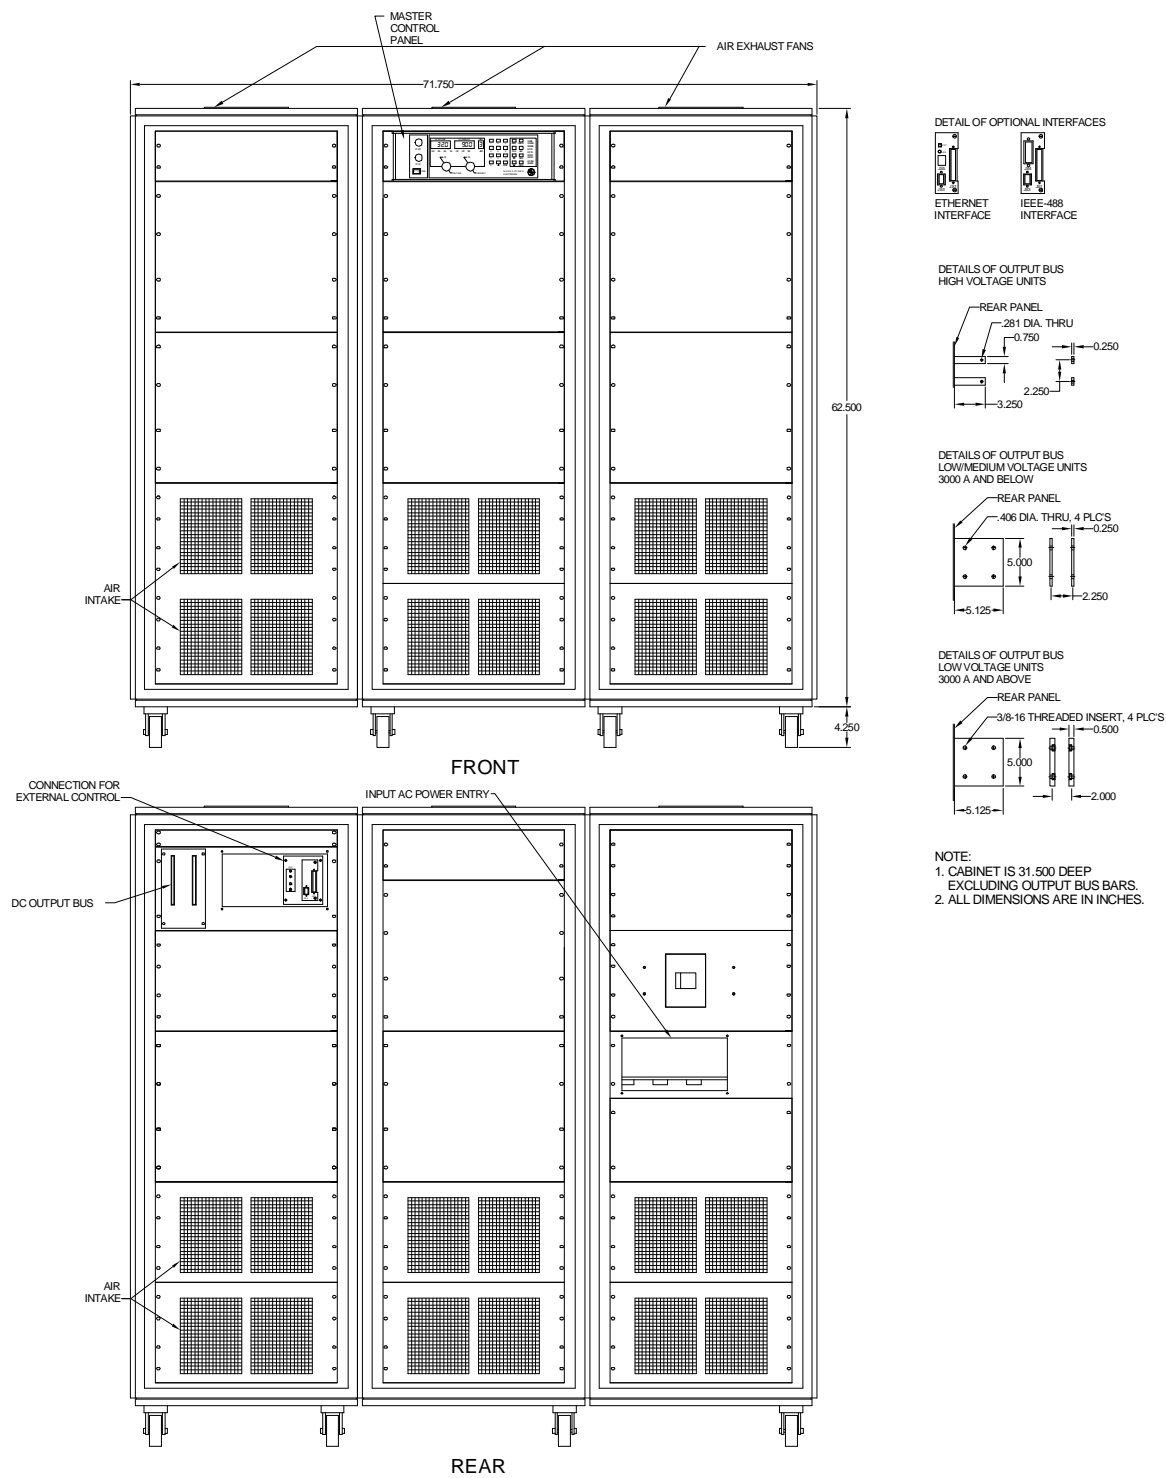 MASTER
CONTROL
PANEL
AIR EXHAUST FANS
71.750
DETAIL OF OPTIONAL INTERFACES
ETHERNET
INTERFACE
IEEE-488
INTERFACE
DETAILS OF OUTPUT BUS
HIGH VOLTAGE UNITS
REAR PANEL
.281 DIA. THRU
0.750
0.250
2.250
3.250
62.500
DETAILS OF OUTPUT BUS
LOW/MEDIUM VOLTAGE UNITS
3000 A AND BELOW
REAR PANEL
.406 DIA. THRU, 4 PLC'S
0.250
5.000
2.250
5.125
AIR
INTAKE
DETAILS OF OUTPUT BUS
LOW VOLTAGE UNITS
3000 A AND ABOVE
REAR PANEL
3/8-16 THREADED INSERT, 4 PLC'S
0.500
5.000
2.000
5.125
4.250
FRONT
CONNECTION FOR
EXTERNAL CONTROL
INPUT AC POWER ENTRY
DC OUTPUT BUS
NOTE:
1. CABINET IS 31.500 DEEP
EXCLUDING OUTPUT BUS BARS.
2. ALL DIMENSIONS ARE IN INCHES.
AIR
INTAKE
REAR